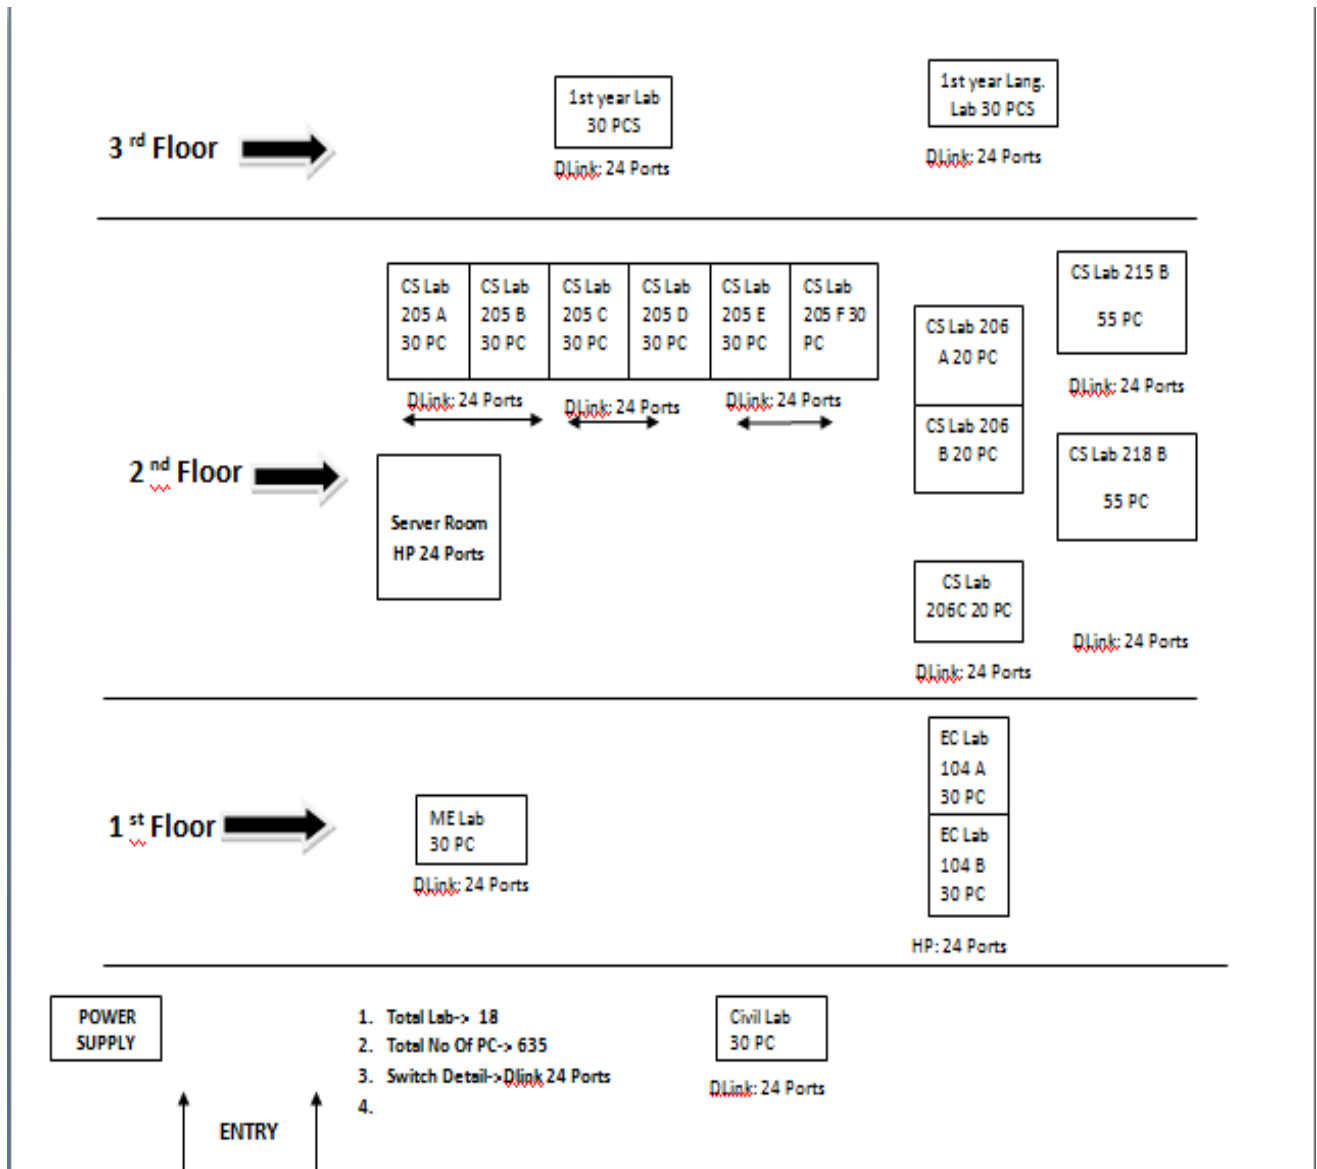 1st year Lab
30 PCS
DLink: 24 Ports
1st year Lang.
Lab 30 PCS
DLink: 24 Ports
3 rd Floor
CS Lab
205 A
30 PC
CS Lab
205 B
30 PC
CS Lab
205 C
30 PC
CS Lab
205 D
30 PC
CS Lab
205 E
30 PC
CS Lab
205 F 30
PC
DLink: 24 Ports
DLink: 24 Ports
DLink: 24 Ports
CS Lab 206
A 20 PC
CS Lab 206
B 20 PC
CS Lab 215 B
55 PC
DLink: 24 Ports
CS Lab 218 B
55 PC
2 nd Floor
Server Room
HP 24 Ports
CS Lab
206C 20 PC
DLink: 24 Ports
DLink: 24 Ports
1 st Floor
ME Lab
30 PC
DLink: 24 Ports
EC Lab
104 A
30 PC
EC Lab
104 B
30 PC
HP: 24 Ports
POWER
SUPPLY
1. Total Lab-> 18
2. Total No Of PC-> 635
3. Switch Detail->Dlink 24 Ports
4.
Civil Lab
30 PC
DLink: 24 Ports
ENTRY